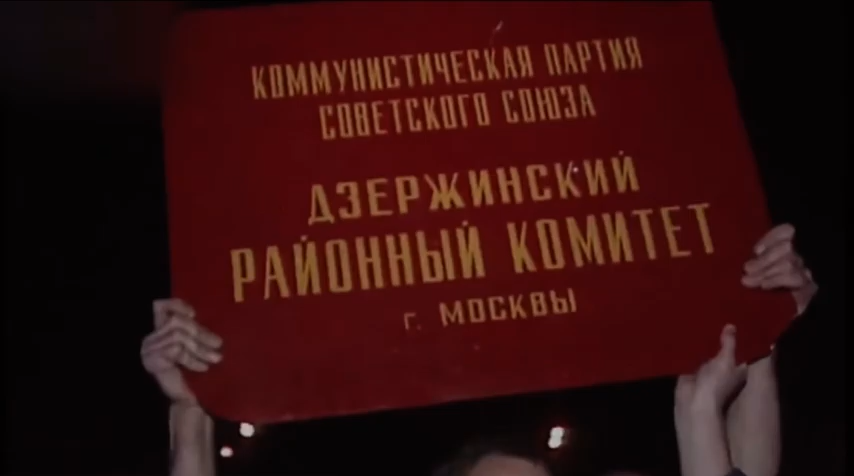 КОММУНИСТИЧЕСКАЯ ПАРТИЯ
СОВЕТСКОГО СОЮЗА
ДЗЕРЖИНСКИЙ
РАЙОННЫЙ КОМИТЕТ
г. МОСКВЫ